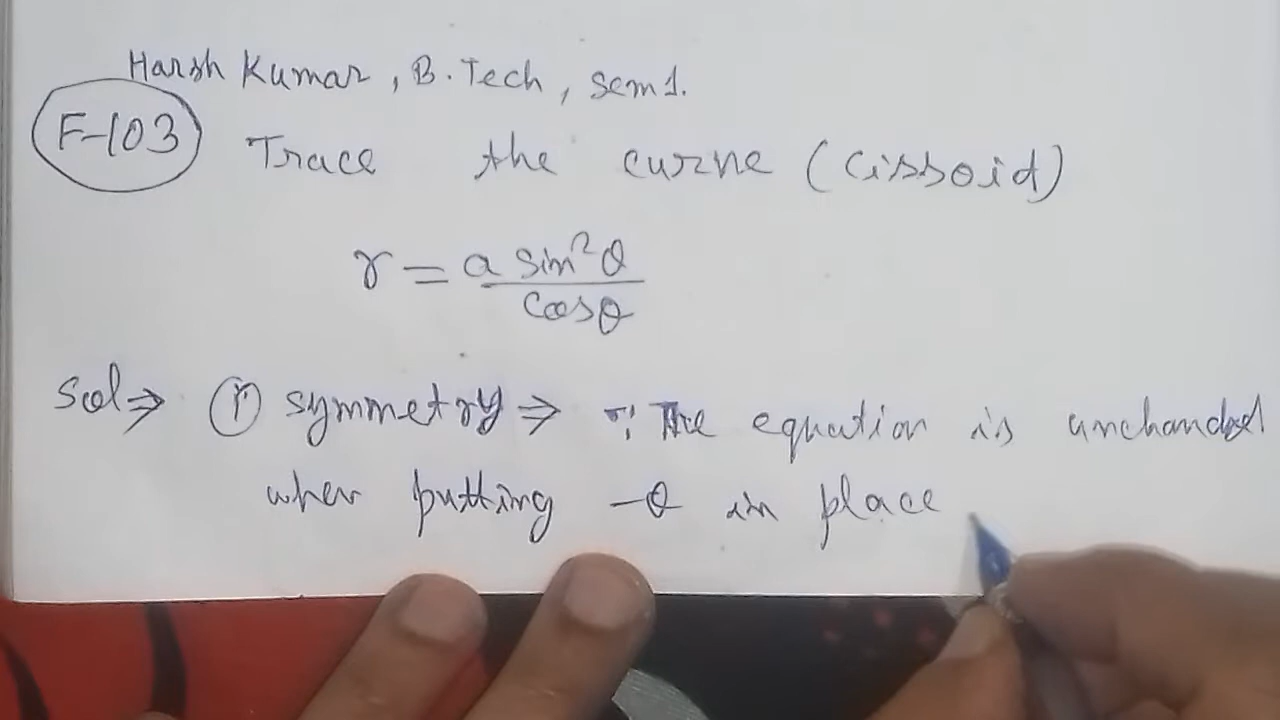 Harsh Kumar, B.Tech, Sem 1.
F-103 Trace the curve (Cissoid)
r = a sin²θ / cosθ
Sol ⇒ (I) symmetry ⇒ ∵ The equation is unchanded
when putting -θ in place